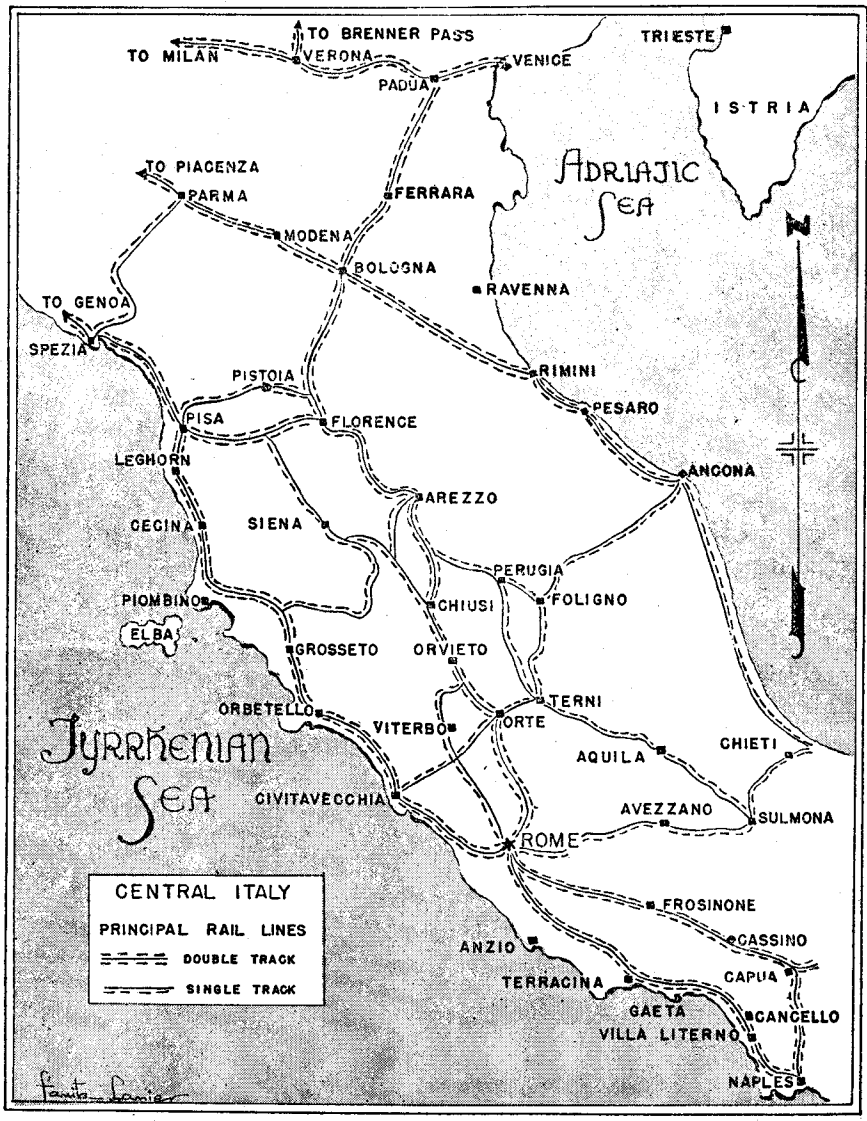 TO BRENNER PASS
TO MILAN
VERONA
PADUA
VENICE
TRIESTE
ISTRIA
ADRIATIC
SEA
N
TO PIACENZA
PARMA
FERRARA
MODENA
BOLOGNA
RAVENNA
TO GENOA
SPEZIA
PISTOIA
RIMINI
PISA
FLORENCE
PESARO
LEGHORN
ANCONA
AREZZO
CECINA
SIENA
PERUGIA
PIOMBINO
CHIUSI
FOLIGNO
ELBA
GROSSETO
ORVIETO
TERNI
ORBETELLO
VITERBO
ORTE
TYRRHENIAN
SEA
AQUILA
CHIETI
CIVITAVECCHIA
AVEZZANO
SULMONA
ROME
CENTRAL ITALY
PRINCIPAL RAIL LINES
DOUBLE TRACK
SINGLE TRACK
FROSINONE
ANZIO
CASSINO
TERRACINA
CAPUA
GAETA
CANCELLO
VILLA LITERNO
NAPLES